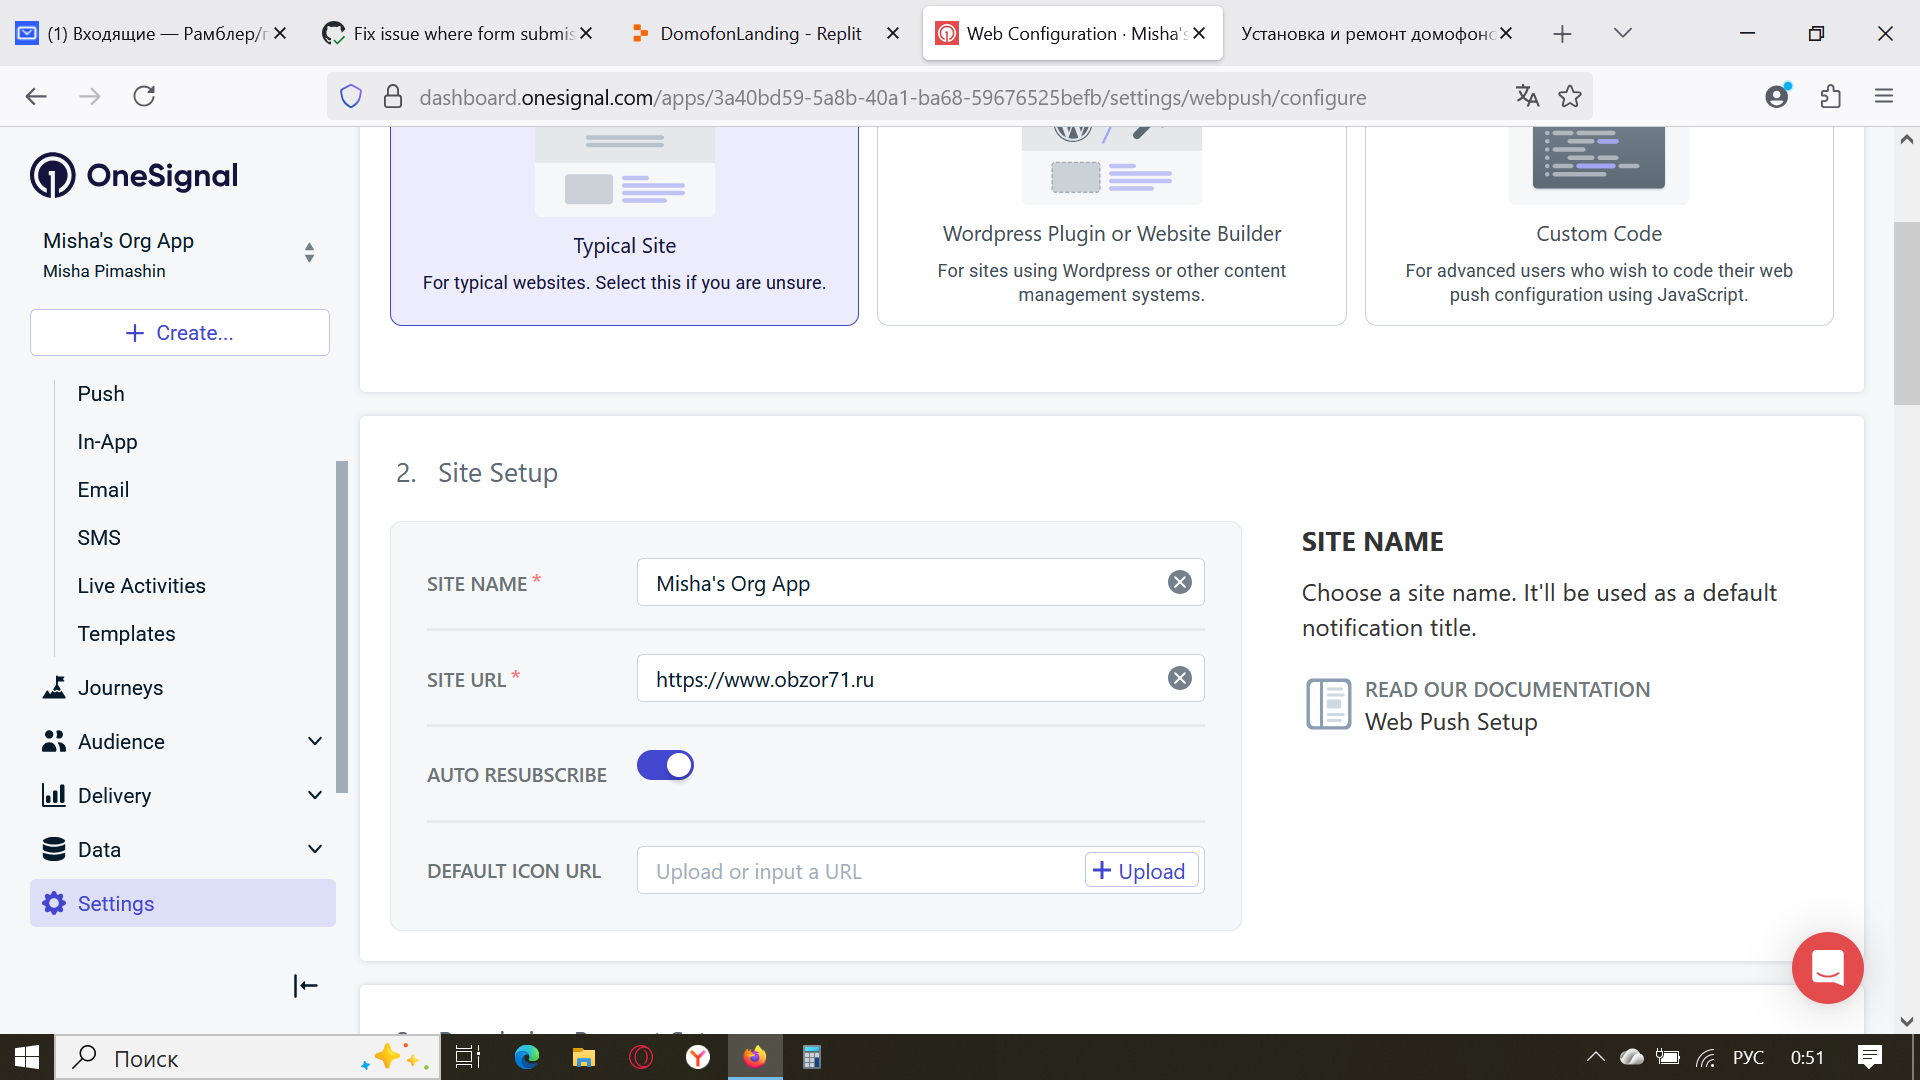 (1) Входящие — Рамблер/п
Fix issue where form submis
DomofonLanding - Replit
Web Configuration · Misha's
Установка и ремонт домофоно
dashboard.onesignal.com/apps/3a40bd59-5a8b-40a1-ba68-59676525befb/settings/webpush/configure
OneSignal
Misha's Org App
Misha Pimashin
Create...
Push
In-App
Email
SMS
Live Activities
Templates
Journeys
Audience
Delivery
Data
Settings
Typical Site
For typical websites. Select this if you are unsure.
Wordpress Plugin or Website Builder
For sites using Wordpress or other content
management systems.
Custom Code
For advanced users who wish to code their web
push configuration using JavaScript.
2. Site Setup
SITE NAME *
Misha's Org App
SITE URL *
https://www.obzor71.ru
AUTO RESUBSCRIBE
DEFAULT ICON URL
Upload or input a URL
Upload
SITE NAME
Choose a site name. It'll be used as a default
notification title.
READ OUR DOCUMENTATION
Web Push Setup
Поиск
РУС
0:51